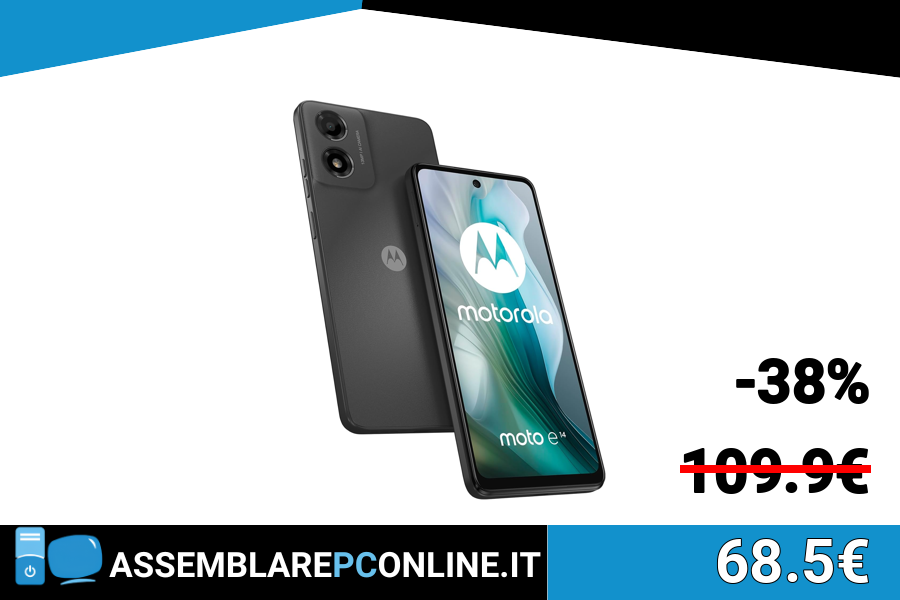 motorola
moto e14
-38%
109.9€
ASSEMBLAREPCONLINE.IT
68.5€